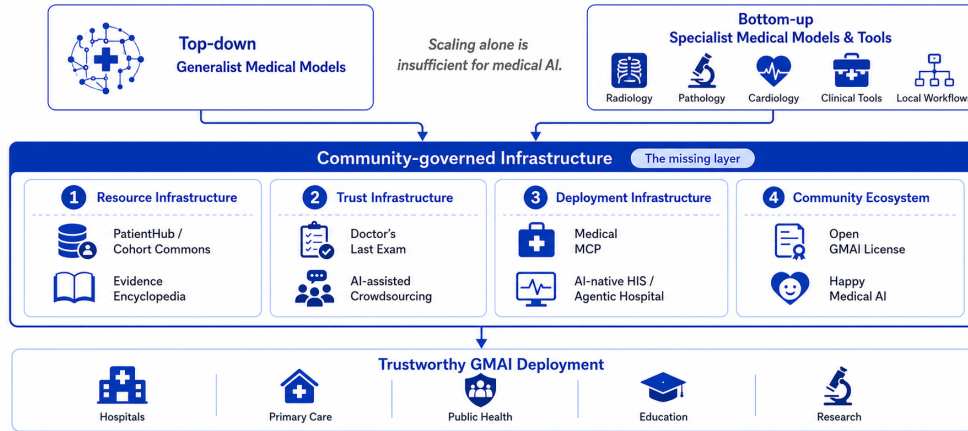 Top-down
Generalist Medical Models
Scaling alone is
insufficient for medical AI.
Bottom-up
Specialist Medical Models & Tools
Radiology
Pathology
Cardiology
Clinical Tools
Local Workflows
Community-governed Infrastructure
The missing layer
1 Resource Infrastructure
PatientHub /
Cohort Commons
Evidence
Encyclopedia
2 Trust Infrastructure
Doctor's
Last Exam
AI-assisted
Crowdsourcing
3 Deployment Infrastructure
Medical
MCP
AI-native HIS /
Agentic Hospital
4 Community Ecosystem
Open
GMAI License
Happy
Medical AI
Trustworthy GMAI Deployment
Hospitals
Primary Care
Public Health
Education
Research